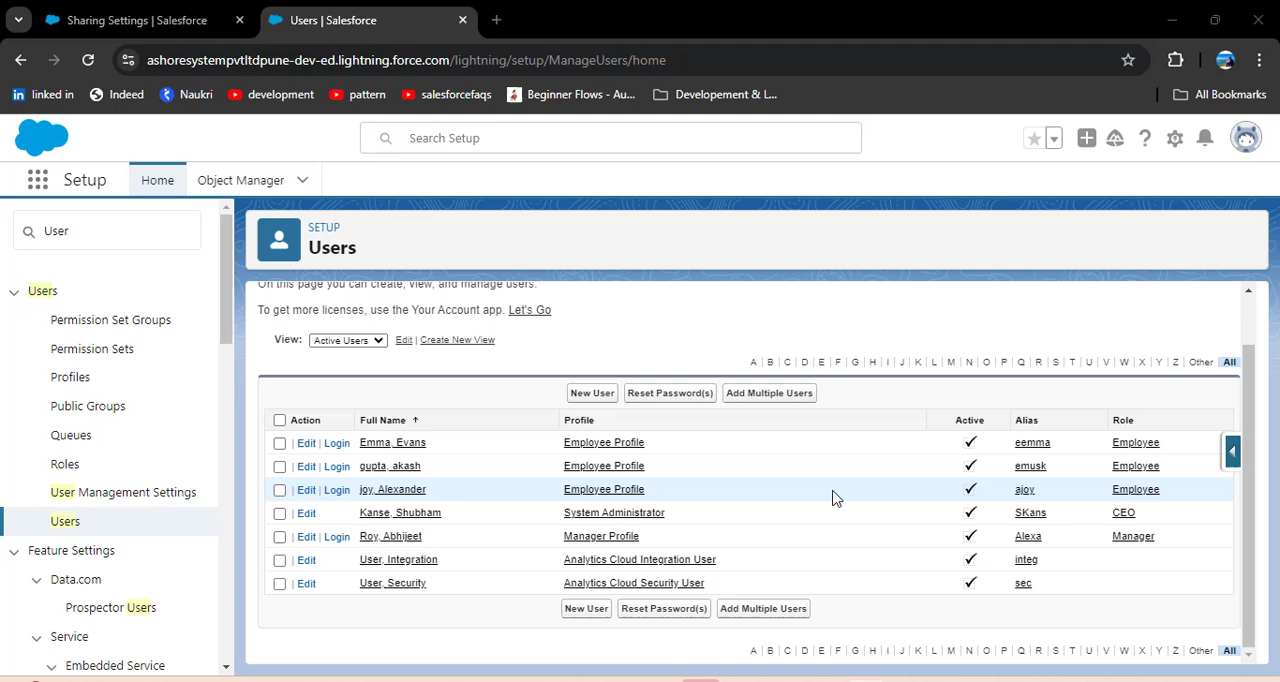 Sharing Settings | Salesforce
Users | Salesforce
ashoresystempvtltdpune-dev-ed.lightning.force.com/lightning/setup/ManageUsers/home
linked in Indeed Naukri development pattern salesforcefaqs Beginner Flows - Au... Developement & L... All Bookmarks
Search Setup
Setup Home Object Manager
User
SETUP
Users
Users
Permission Set Groups
Permission Sets
Profiles
Public Groups
Queues
Roles
User Management Settings
Users
Feature Settings
Data.com
Prospector Users
Service
Embedded Service
On this page you can create, view, and manage users.
To get more licenses, use the Your Account app. Let's Go
View: Active Users Edit | Create New View
A | B | C | D | E | F | G | H | I | J | K | L | M | N | O | P | Q | R | S | T | U | V | W | X | Y | Z | Other All
New User Reset Password(s) Add Multiple Users
Action Full Name Profile Active Alias Role
| Edit | Login Emma, Evans Employee Profile eemma Employee
| Edit | Login gupta, akash Employee Profile emusk Employee
| Edit | Login joy, Alexander Employee Profile ajoy Employee
| Edit Kanse, Shubham System Administrator SKans CEO
| Edit | Login Roy, Abhijeet Manager Profile Alexa Manager
| Edit User, Integration Analytics Cloud Integration User integ
| Edit User, Security Analytics Cloud Security User sec
New User Reset Password(s) Add Multiple Users
A | B | C | D | E | F | G | H | I | J | K | L | M | N | O | P | Q | R | S | T | U | V | W | X | Y | Z | Other All